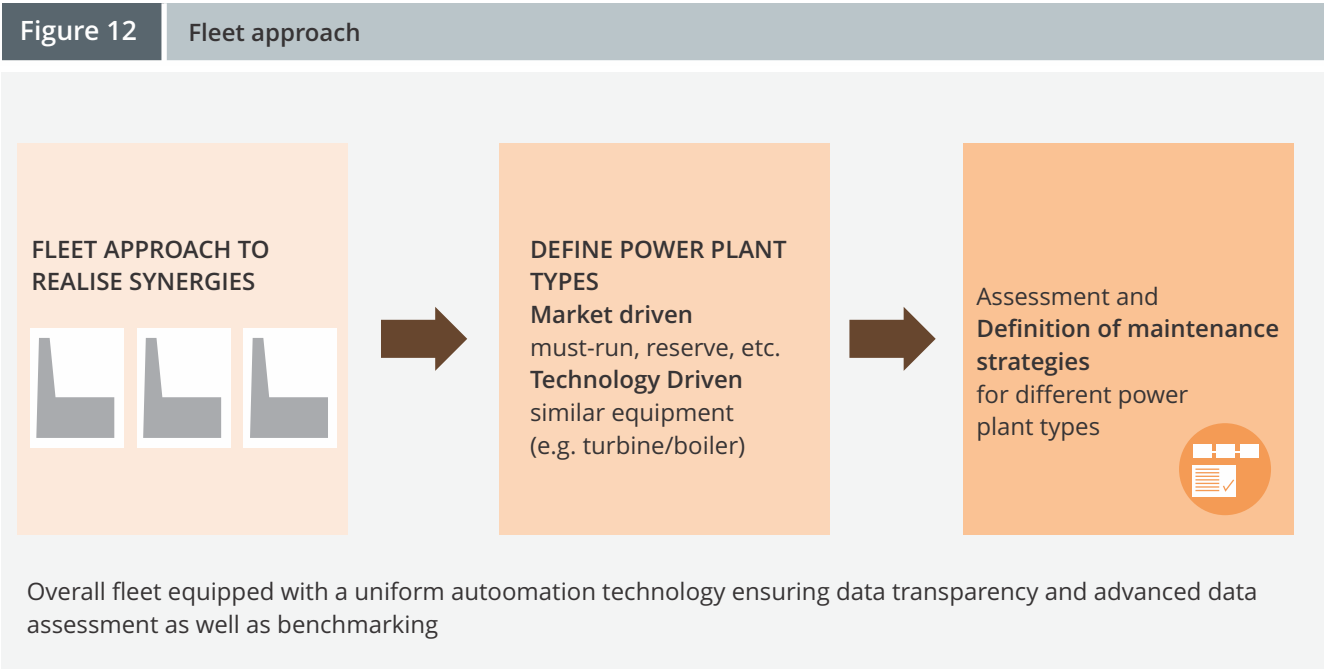 Figure 12
Fleet approach
FLEET APPROACH TO
REALISE SYNERGIES
DEFINE POWER PLANT
TYPES
Market driven
must-run, reserve, etc.
Technology Driven
similar equipment
(e.g. turbine/boiler)
Assessment and
Definition of maintenance
strategies
for different power
plant types
Overall fleet equipped with a uniform autoomation technology ensuring data transparency and advanced data
assessment as well as benchmarking